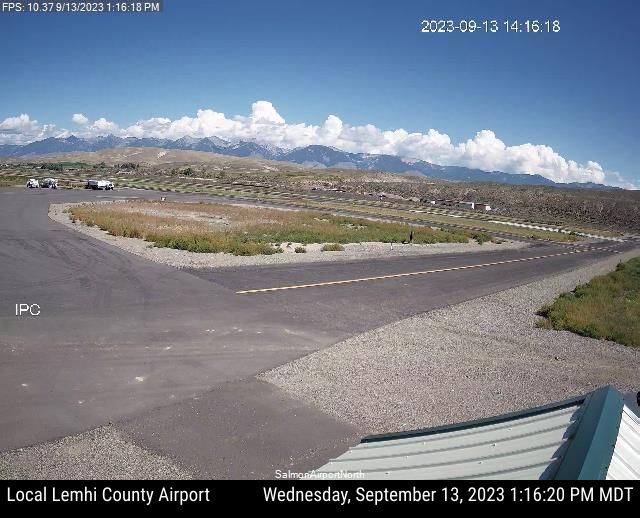 FPS: 10.37 9/13/2023 1:16:18 PM
2023-09-13 14:16:18
IPC
SalmonAirportNorth
Local Lemhi County Airport Wednesday, September 13, 2023 1:16:20 PM MDT